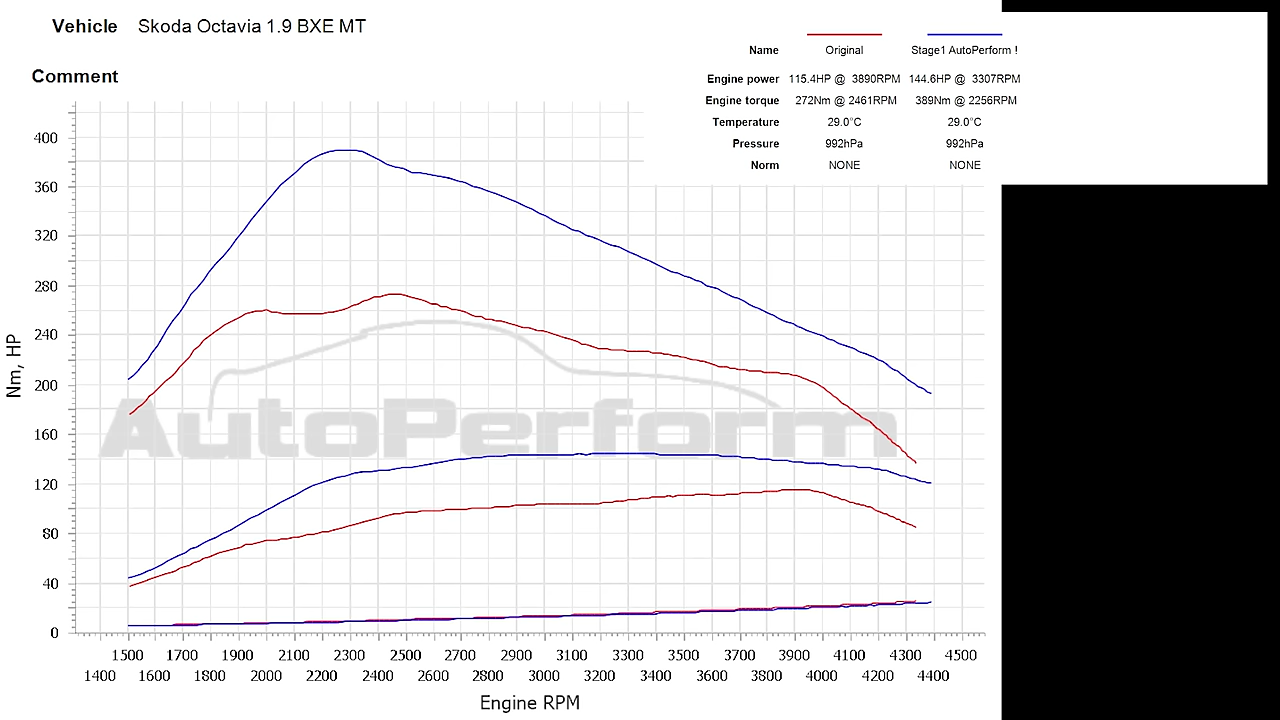 Vehicle Skoda Octavia 1.9 BXE MT
Comment
Name Original Stage1 AutoPerform !
Engine power 115.4HP @ 3890RPM 144.6HP @ 3307RPM
Engine torque 272Nm @ 2461RPM 389Nm @ 2256RPM
Temperature 29.0°C 29.0°C
Pressure 992hPa 992hPa
Norm NONE NONE
400
360
320
280
240
200
160
120
80
40
0
Nm, HP
AutoPerform
1500 1700 1900 2100 2300 2500 2700 2900 3100 3300 3500 3700 3900 4100 4300 4500
1400 1600 1800 2000 2200 2400 2600 2800 3000 3200 3400 3600 3800 4000 4200 4400
Engine RPM